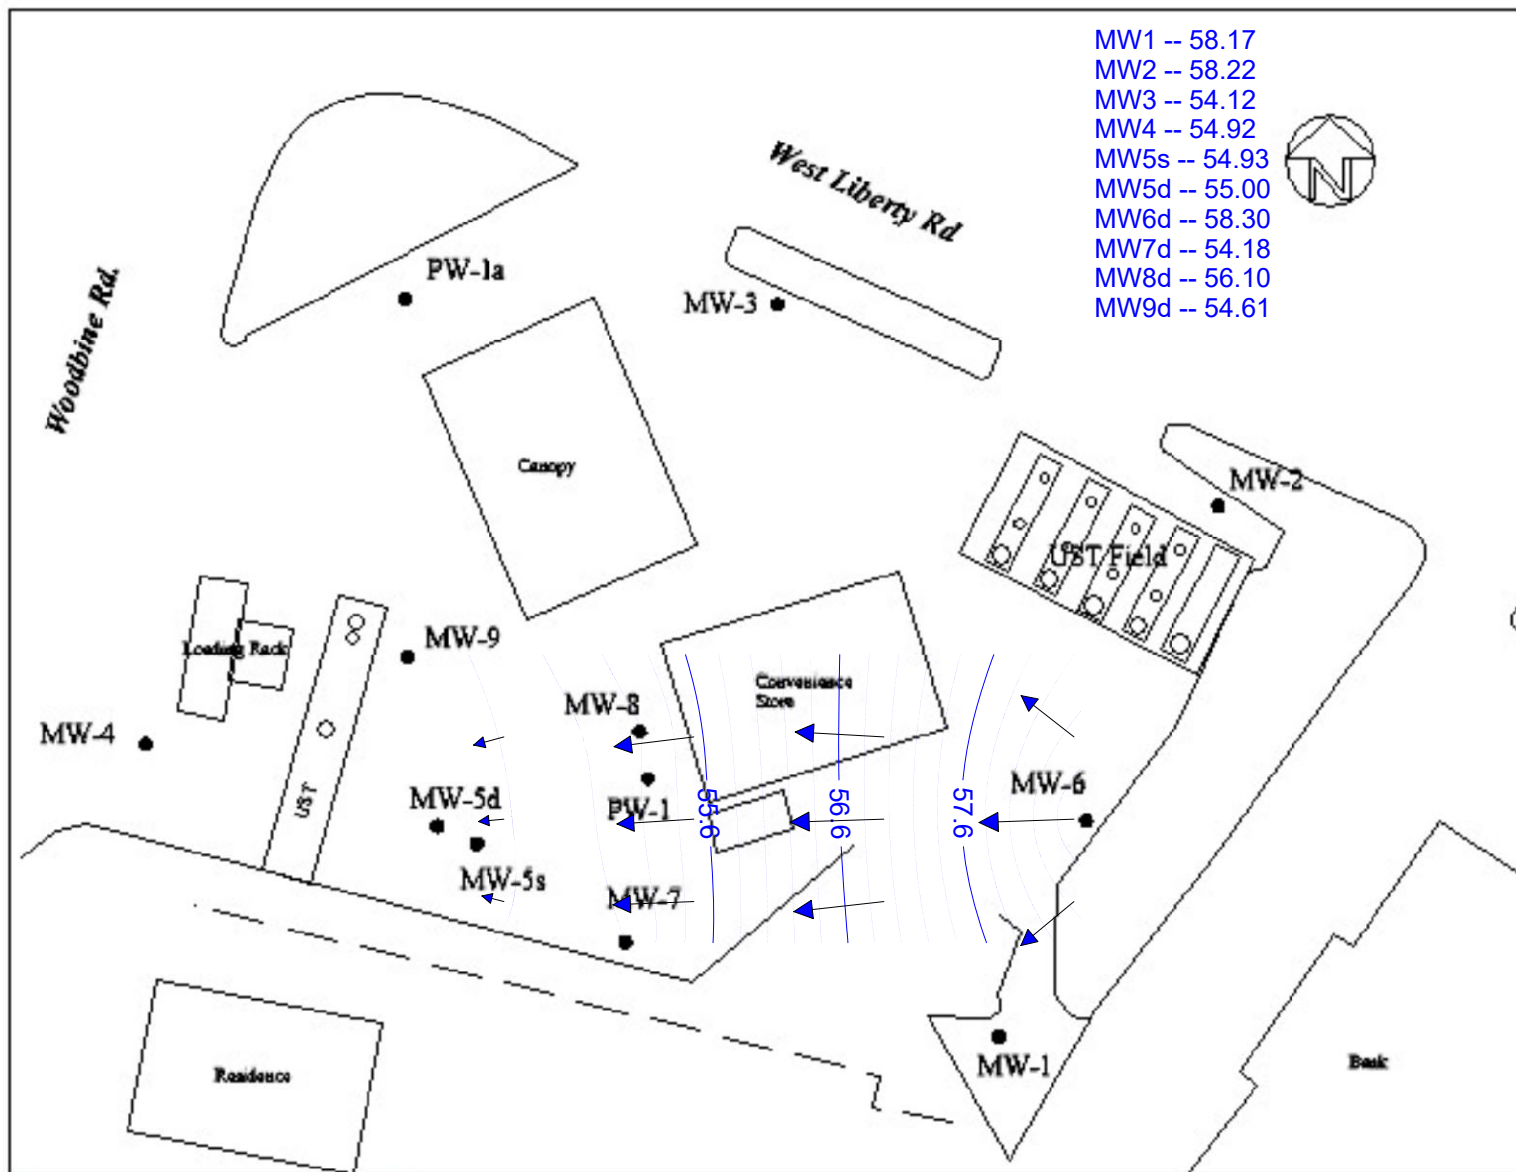 MW1 -- 58.17
MW2 -- 58.22
MW3 -- 54.12
MW4 -- 54.92
MW5s -- 54.93
MW5d -- 55.00
MW6d -- 58.30
MW7d -- 54.18
MW8d -- 56.10
MW9d -- 54.61
N
West Liberty Rd
Woodbine Rd.
PW-1a
MW-3
Canopy
MW-2
UST Field
MW-9
Loading Rack
Convenience
Store
MW-8
MW-4
MW-6
UST
MW-5d
PW-1
55.6
56.6
57.6
MW-5s
MW-7
MW-1
Residence
Bank